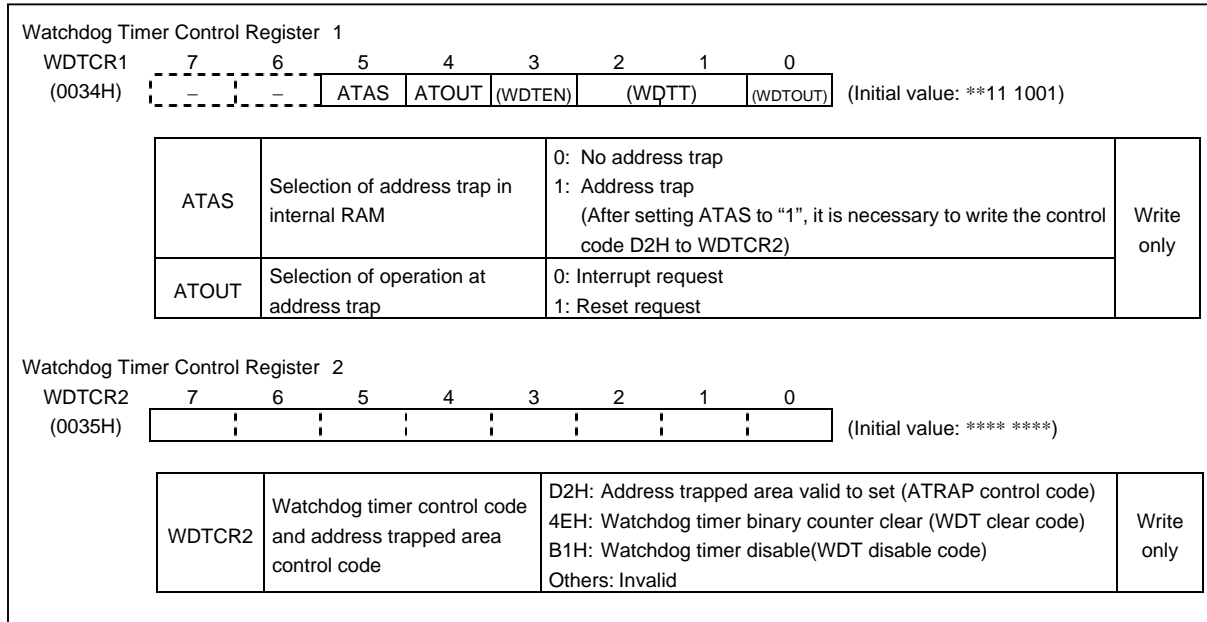 Watchdog Timer Control Register 1
WDTCR1 7 6 5 4 3 2 1 0
(0034H) – – ATAS ATOUT (WDTEN) (WDTT) (WDTOUT) (Initial value: **11 1001)
ATAS
Selection of address trap in
internal RAM
0: No address trap
1: Address trap
(After setting ATAS to “1”, it is necessary to write the control
code D2H to WDTCR2)
Write
only
ATOUT
Selection of operation at
address trap
0: Interrupt request
1: Reset request
Watchdog Timer Control Register 2
WDTCR2 7 6 5 4 3 2 1 0
(0035H) (Initial value: **** ****)
WDTCR2
Watchdog timer control code
and address trapped area
control code
D2H: Address trapped area valid to set (ATRAP control code)
4EH: Watchdog timer binary counter clear (WDT clear code)
B1H: Watchdog timer disable(WDT disable code)
Others: Invalid
Write
only